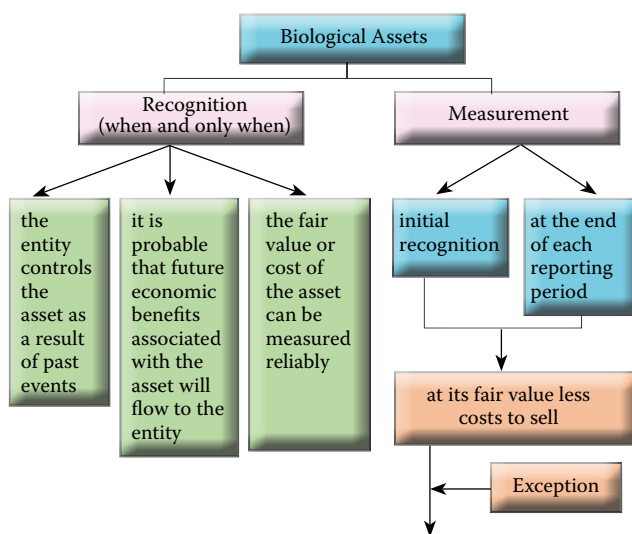 Biological Assets
Recognition
(when and only when)
Measurement
the
entity
controls
the
asset as
a result
of past
events
it is
probable
that future
economic
benefits
associated
with the
asset will
flow to the
entity
the fair
value or
cost of
the asset
can be
measured
reliably
initial
recognition
at the end
of each
reporting
period
at its fair value less
costs to sell
Exception